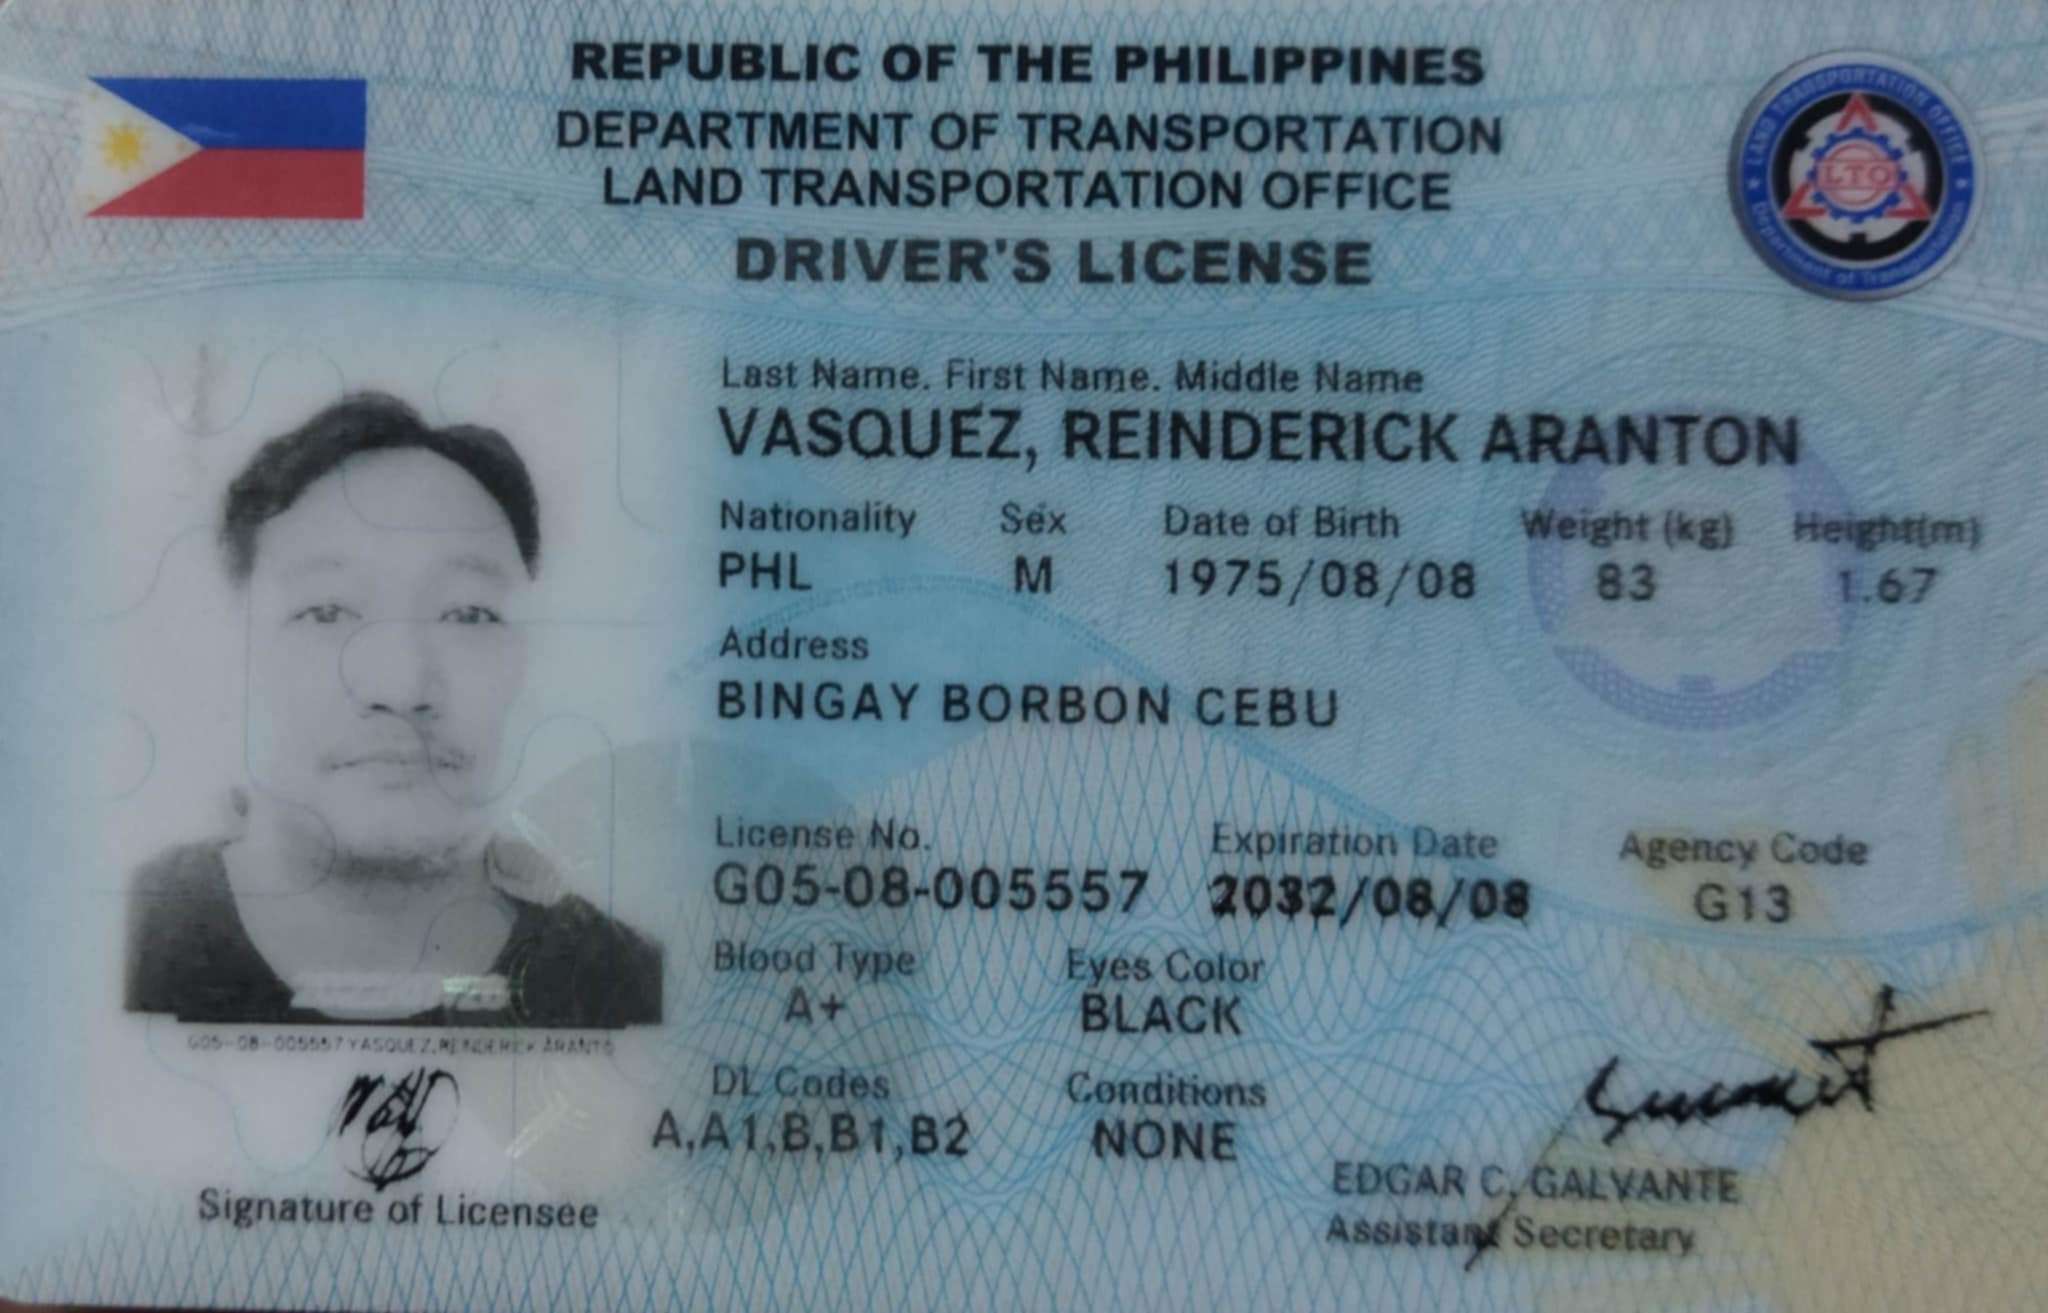 REPUBLIC OF THE PHILIPPINES
DEPARTMENT OF TRANSPORTATION
LAND TRANSPORTATION OFFICE
DRIVER'S LICENSE
LAND TRANSPORTATION OFFICE
LTO
Department of Transportation
Last Name. First Name. Middle Name
VASQUEZ, REINDERICK ARANTON
Nationality Sex Date of Birth Weight (kg) Height(m)
PHL M 1975/08/08 83 1.67
Address
BINGAY BORBON CEBU
License No. Expiration Date Agency Code
G05-08-005557 2032/08/08 G13
Blood Type Eyes Color
A+ BLACK
G05-08-005557 VASQUEZ, REINDERICK ARANTO
DL Codes Conditions
A,A1,B,B1,B2 NONE
Signature of Licensee
EDGAR C. GALVANTE
Assistant Secretary